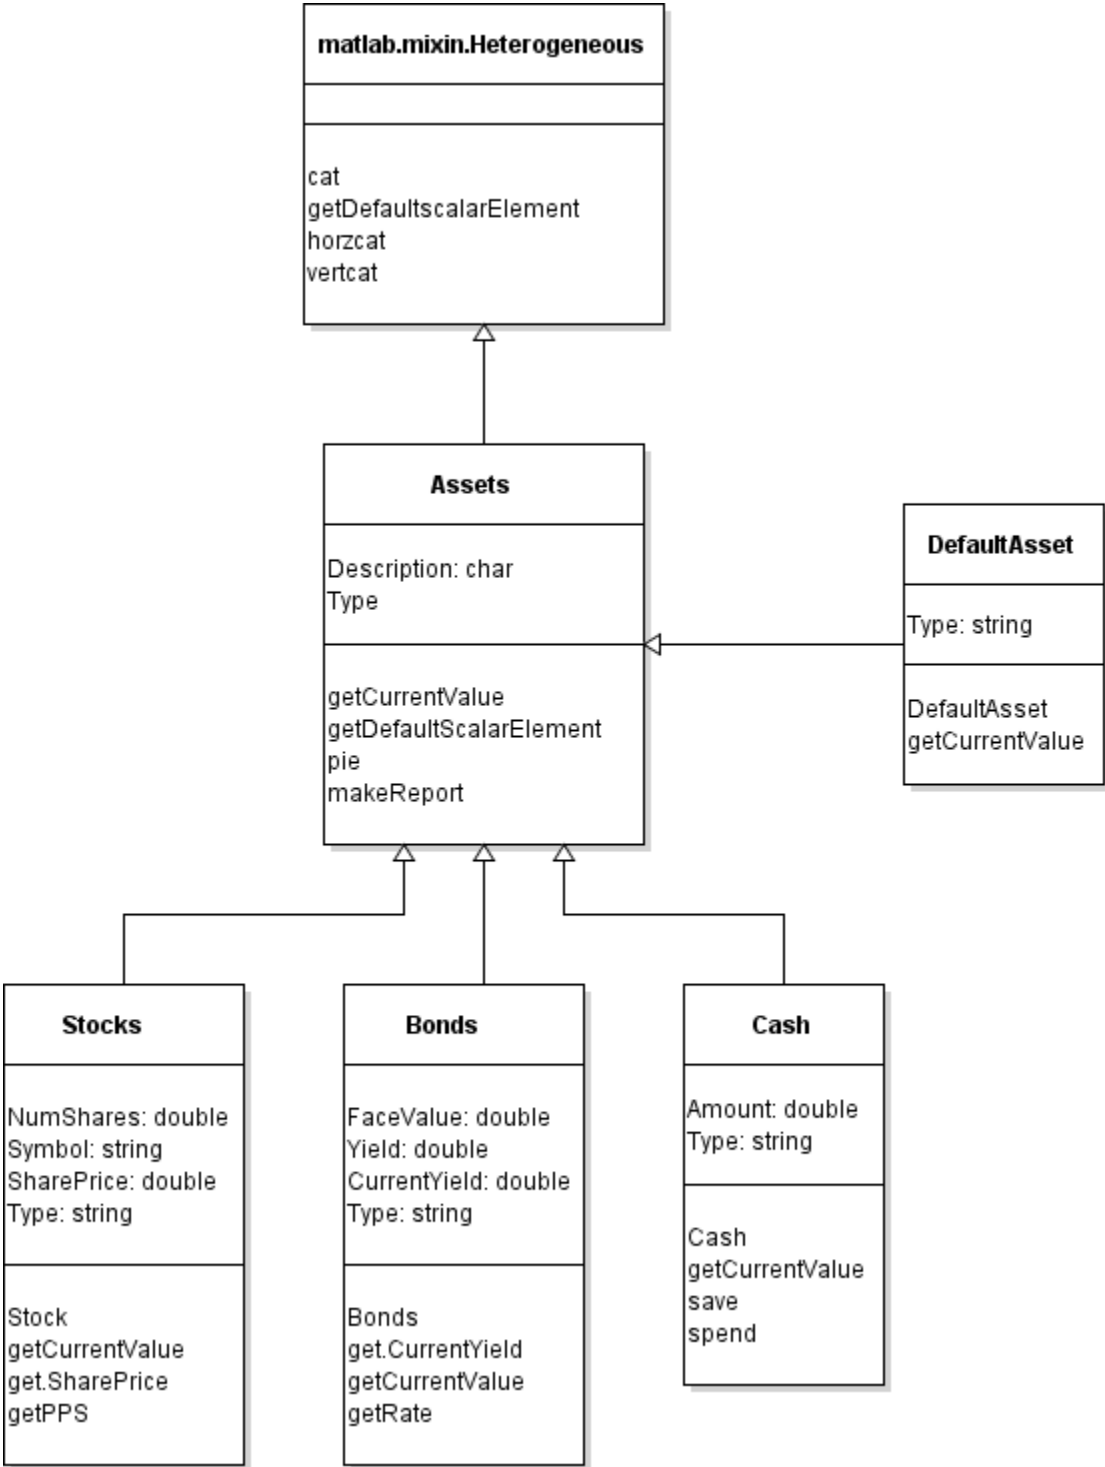 matlab.mixin.Heterogeneous
cat
getDefaultscalarElement
horzcat
vertcat
Assets
Description: char
Type
getCurrentValue
getDefaultScalarElement
pie
makeReport
DefaultAsset
Type: string
DefaultAsset
getCurrentValue
Stocks
NumShares: double
Symbol: string
SharePrice: double
Type: string
Stock
getCurrentValue
get.SharePrice
getPPS
Bonds
FaceValue: double
Yield: double
CurrentYield: double
Type: string
Bonds
get.CurrentYield
getCurrentValue
getRate
Cash
Amount: double
Type: string
Cash
getCurrentValue
save
spend